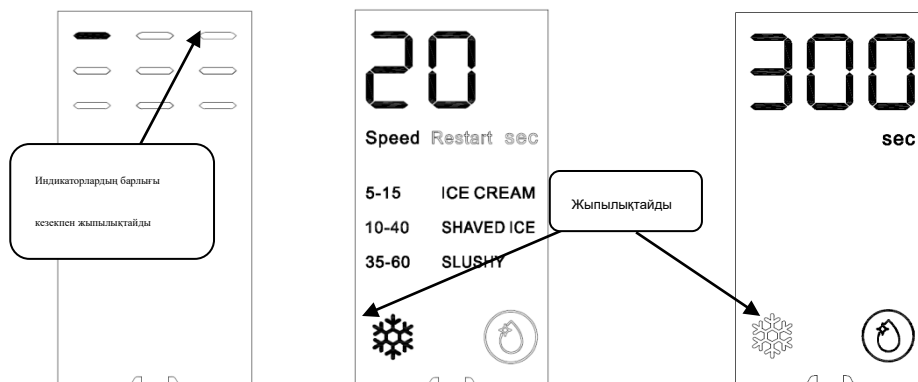 Индикаторлардың барлығы
кезекпен жыпылықтайды
20
Speed Restart sec
5-15 ICE CREAM
10-40 SHAVED ICE
35-60 SLUSHY
Жыпылықтайды
300
sec